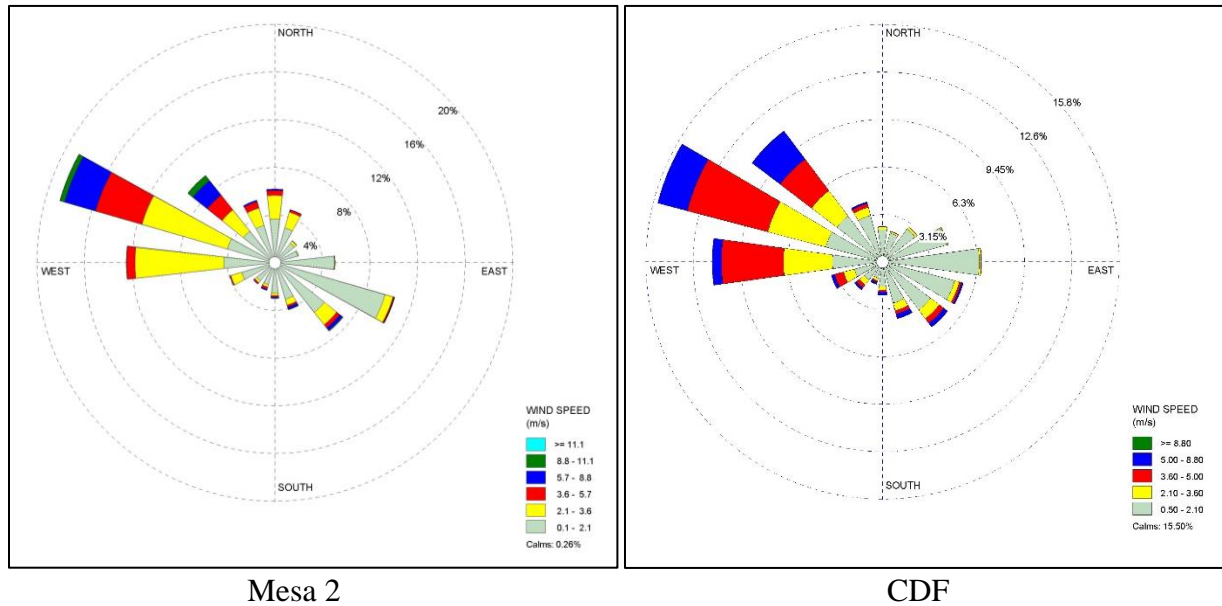 NORTH
20%
16%
12%
8%
4%
WEST
EAST
WIND SPEED
(m/s)
>= 11.1
8.8 - 11.1
5.7 - 8.8
3.6 - 5.7
2.1 - 3.6
0.1 - 2.1
Calms: 0.26%
SOUTH
Mesa 2
NORTH
15.8%
12.6%
9.45%
6.3%
3.15%
WEST
EAST
WIND SPEED
(m/s)
>= 8.80
5.00 - 8.80
3.60 - 5.00
2.10 - 3.60
0.50 - 2.10
Calms: 15.50%
SOUTH
CDF